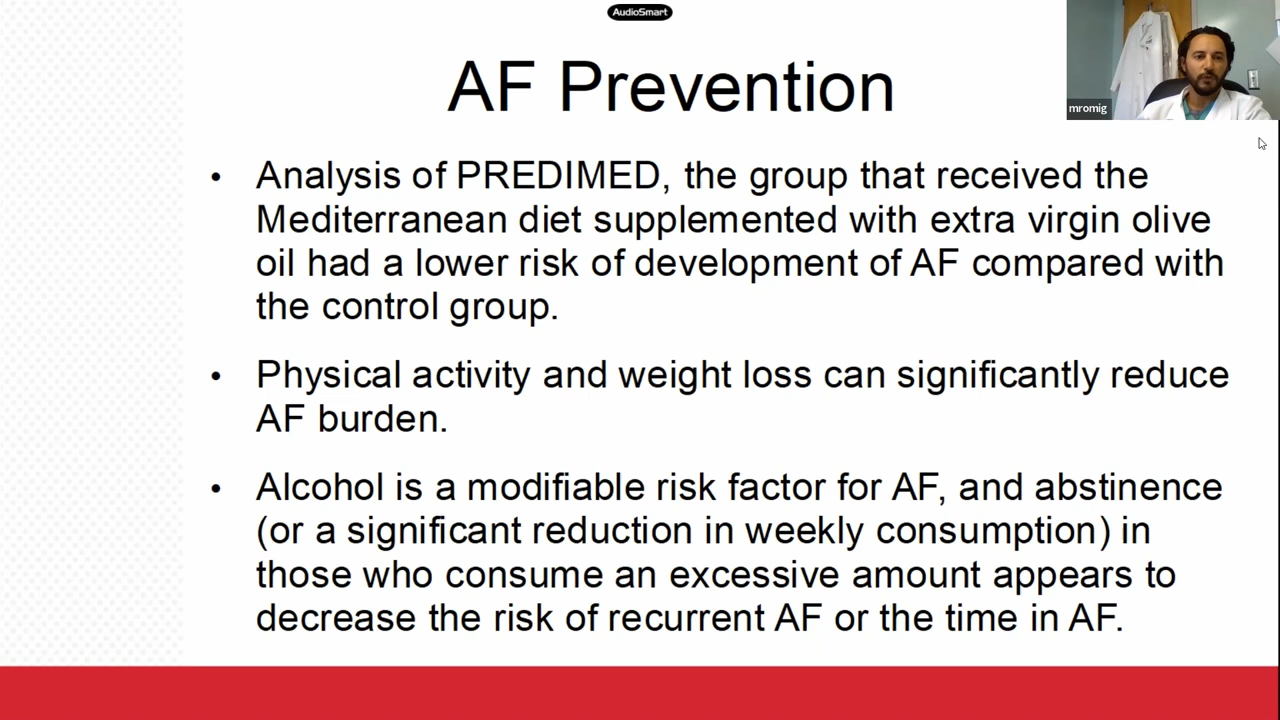 AudioSmart
AF Prevention
mromig
• Analysis of PREDIMED, the group that received the
Mediterranean diet supplemented with extra virgin olive
oil had a lower risk of development of AF compared with
the control group.
• Physical activity and weight loss can significantly reduce
AF burden.
• Alcohol is a modifiable risk factor for AF, and abstinence
(or a significant reduction in weekly consumption) in
those who consume an excessive amount appears to
decrease the risk of recurrent AF or the time in AF.